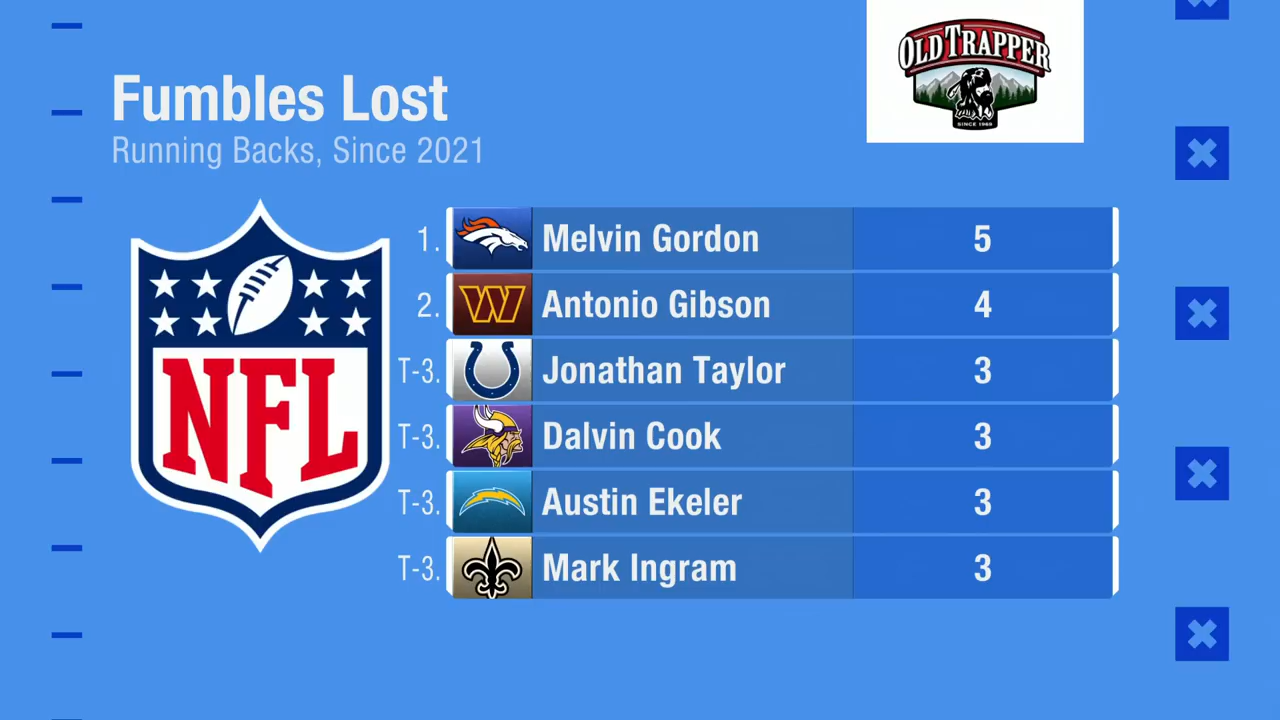 OLD TRAPPER
SINCE 1969
Fumbles Lost
Running Backs, Since 2021
NFL
1. Melvin Gordon 5
2. W Antonio Gibson 4
T-3. Jonathan Taylor 3
T-3. Dalvin Cook 3
T-3. Austin Ekeler 3
T-3. Mark Ingram 3